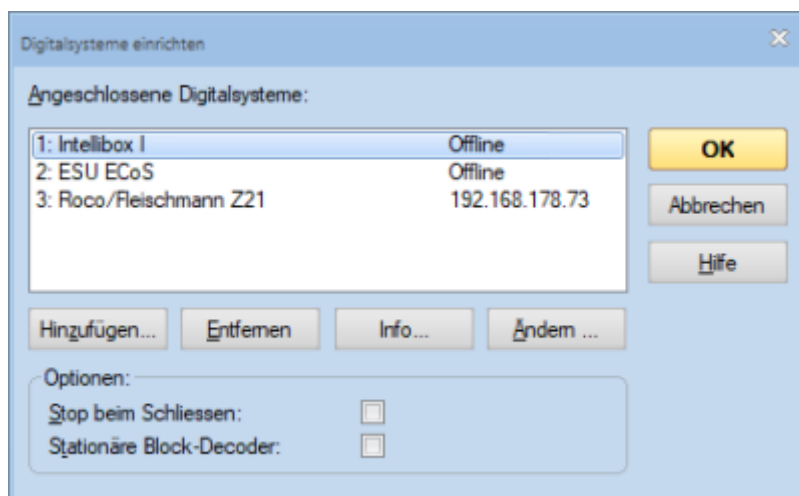 Digitalsysteme einrichten
Angeschlossene Digitalsysteme:
1: Intellibox I Offline
2: ESU ECoS Offline
3: Roco/Fleischmann Z21 192.168.178.73
OK
Abbrechen
Hilfe
Hinzufügen... Entfernen Info... Ändern ...
Optionen:
Stop beim Schliessen:
Stationäre Block-Decoder: